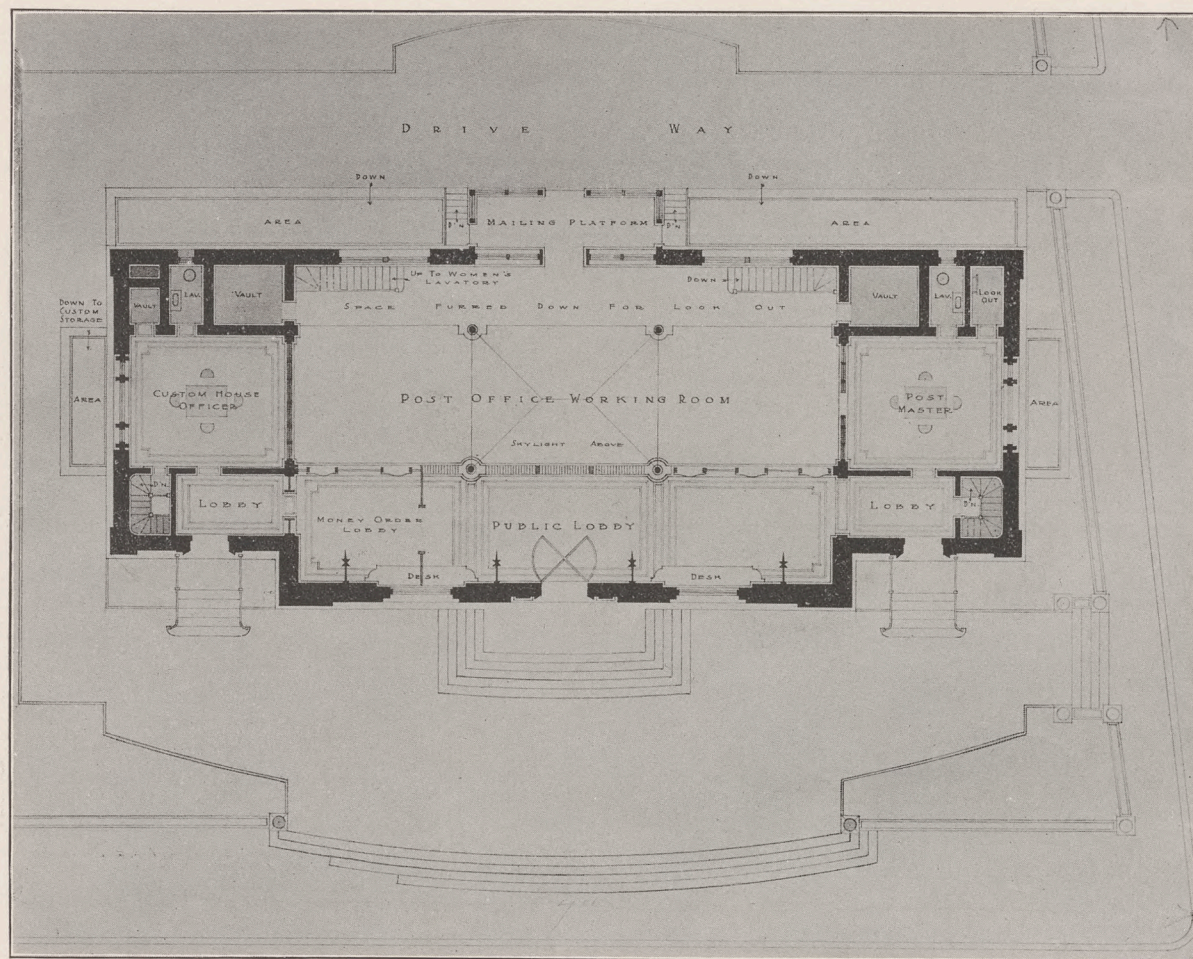 DRIVE WAY
DOWN
DOWN
AREA
D'N
MAILING PLATFORM
D'N
AREA
UP TO WOMEN'S
LAVATORY
DOWN
VAULT
LAV.
VAULT
VAULT
LAV.
LOOK
OUT
DOWN TO
CUSTOM
STORAGE
SPACE FURRED DOWN FOR LOOK OUT
AREA
CUSTOM HOUSE
OFFICER
POST OFFICE WORKING ROOM
POST
MASTER
AREA
SKYLIGHT ABOVE
D'N.
LOBBY
MONEY ORDER
LOBBY
PUBLIC LOBBY
LOBBY
D'N.
DESK
DESK